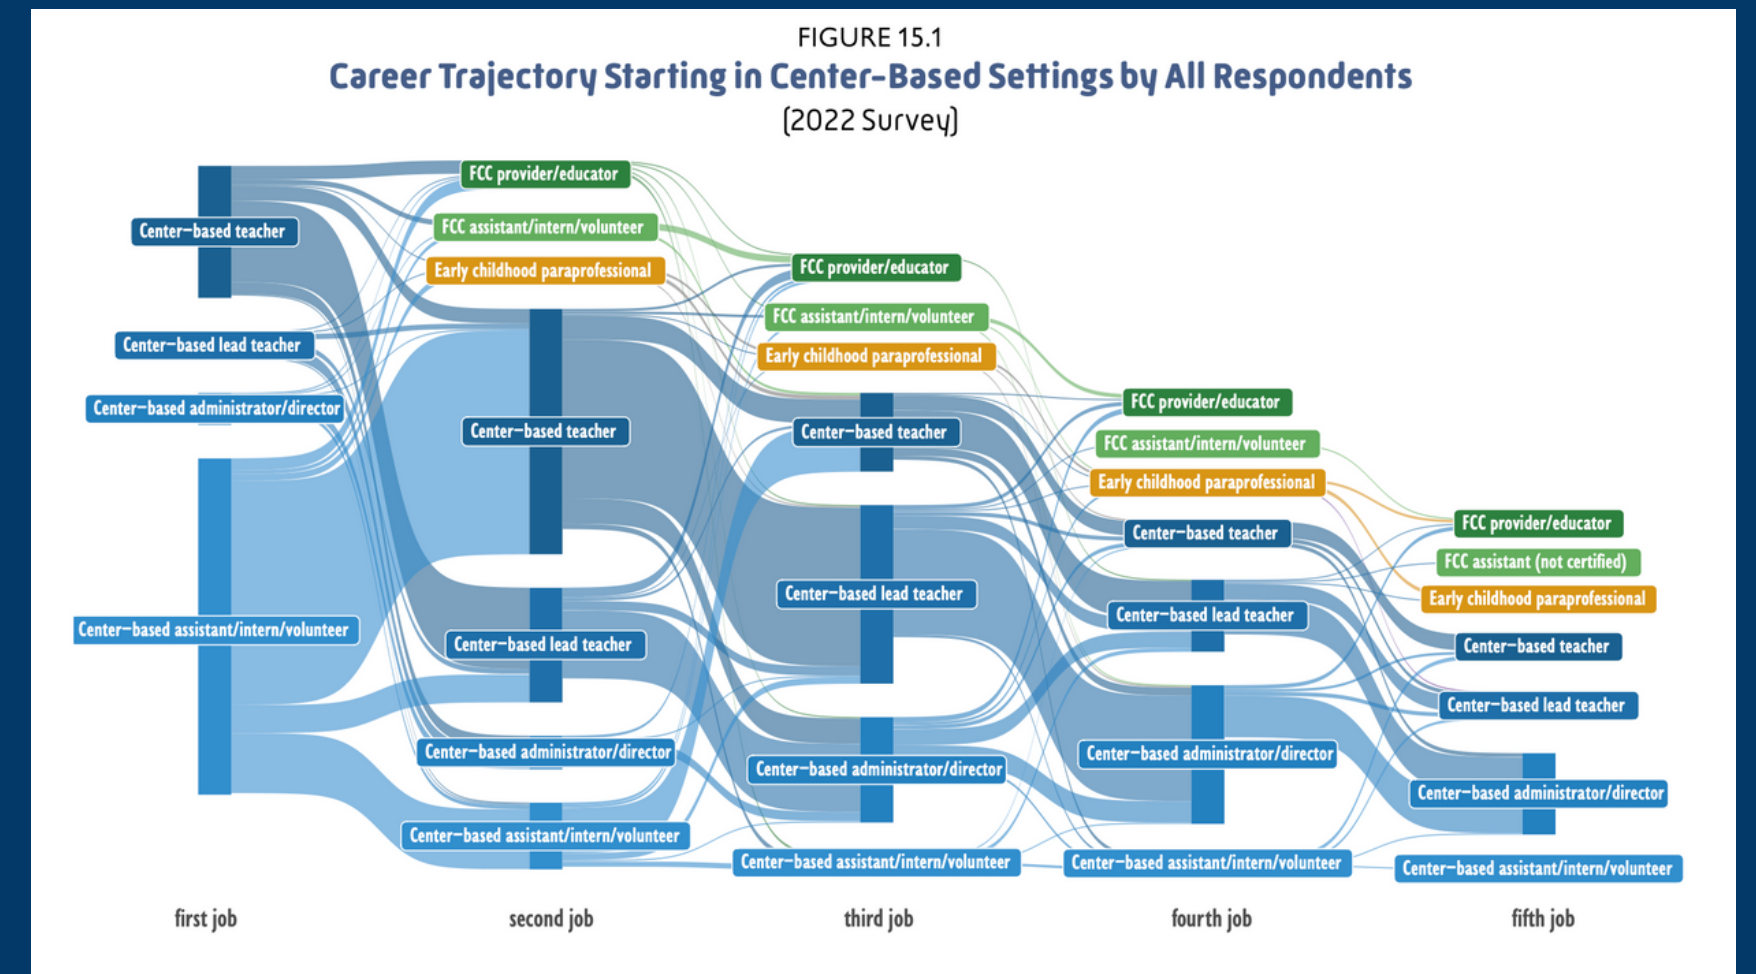 FIGURE 15.1
Career Trajectory Starting in Center-Based Settings by All Respondents
(2022 Survey)
Center-based teacher
Center-based lead teacher
Center-based administrator/director
Center-based assistant/intern/volunteer
FCC provider/educator
FCC assistant/intern/volunteer
Early childhood paraprofessional
Center-based teacher
Center-based lead teacher
Center-based administrator/director
Center-based assistant/intern/volunteer
FCC provider/educator
FCC assistant/intern/volunteer
Early childhood paraprofessional
Center-based teacher
Center-based lead teacher
Center-based administrator/director
Center-based assistant/intern/volunteer
FCC provider/educator
FCC assistant/intern/volunteer
Early childhood paraprofessional
Center-based teacher
Center-based lead teacher
Center-based administrator/director
Center-based assistant/intern/volunteer
FCC provider/educator
FCC assistant (not certified)
Early childhood paraprofessional
Center-based teacher
Center-based lead teacher
Center-based administrator/director
Center-based assistant/intern/volunteer
first job
second job
third job
fourth job
fifth job